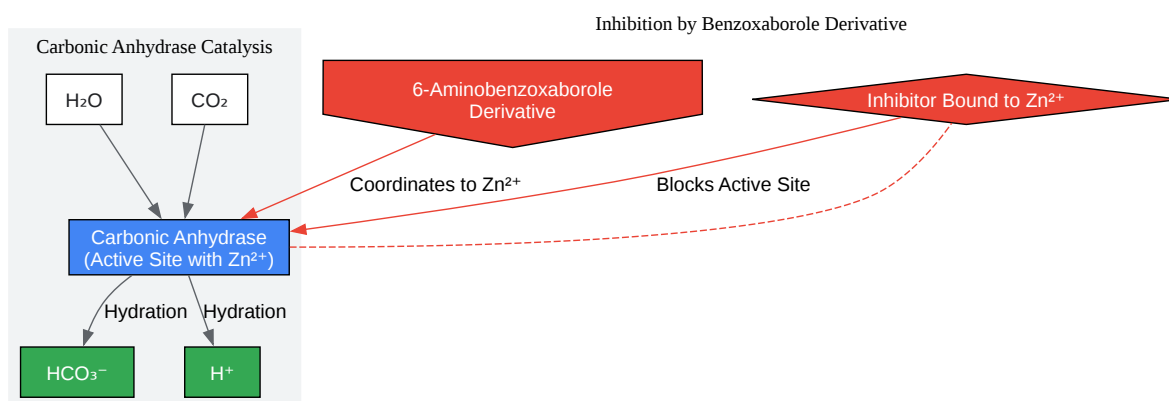 Inhibition by Benzoxaborole Derivative
Carbonic Anhydrase Catalysis
H₂O
CO₂
6-Aminobenzoxaborole
Derivative
Inhibitor Bound to Zn²⁺
Coordinates to Zn²⁺
Blocks Active Site
Carbonic Anhydrase
(Active Site with Zn²⁺)
Hydration
Hydration
HCO₃⁻
H⁺